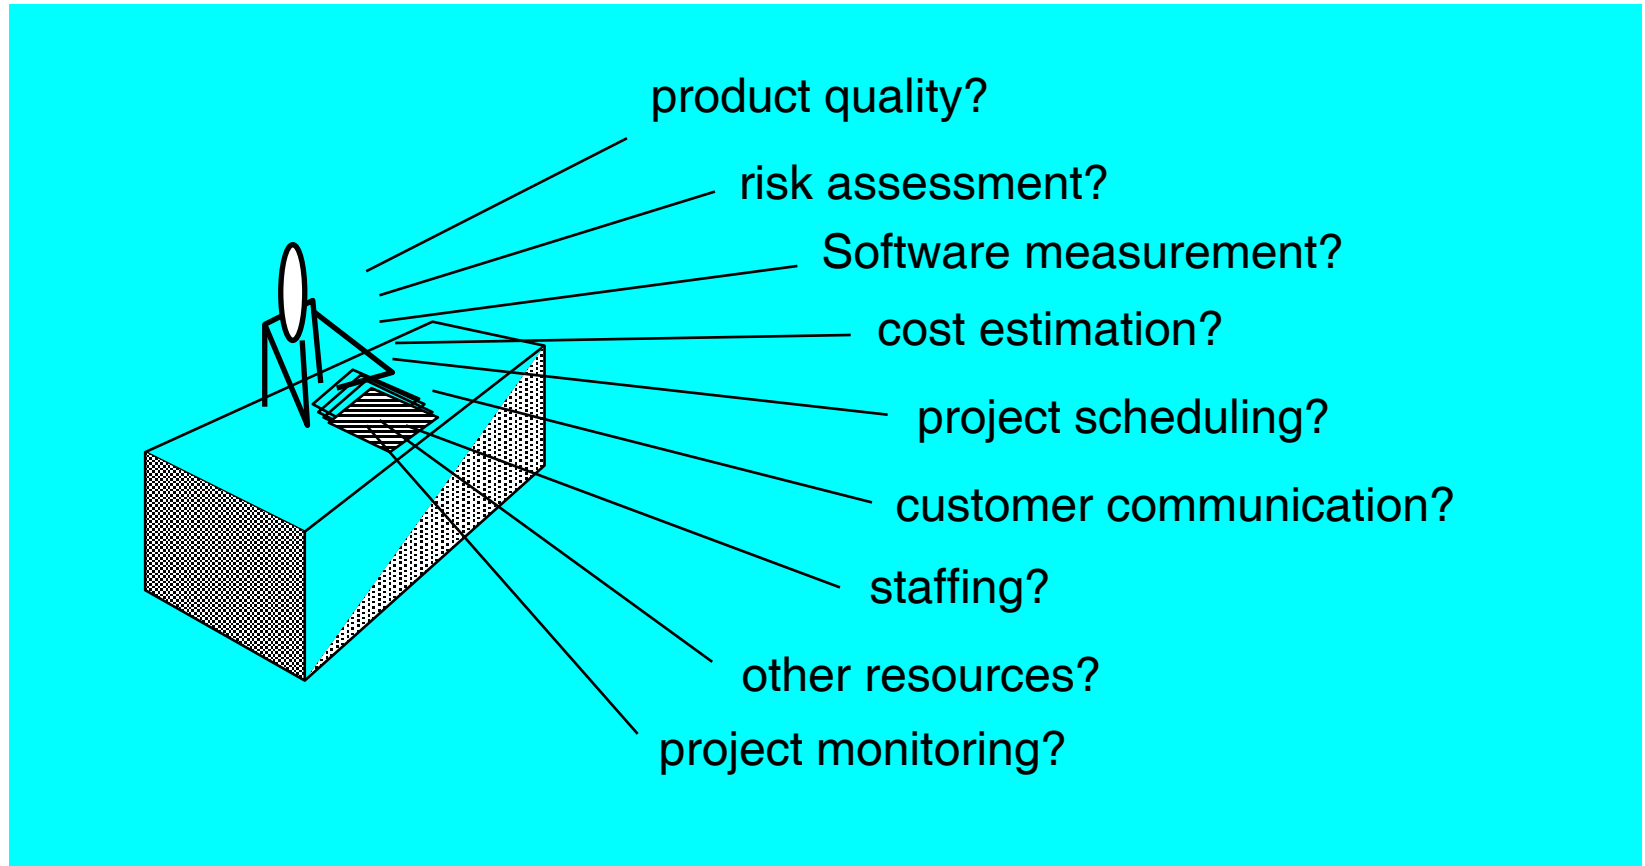 product quality?
risk assessment?
Software measurement?
cost estimation?
project scheduling?
customer communication?
staffing?
other resources?
project monitoring?